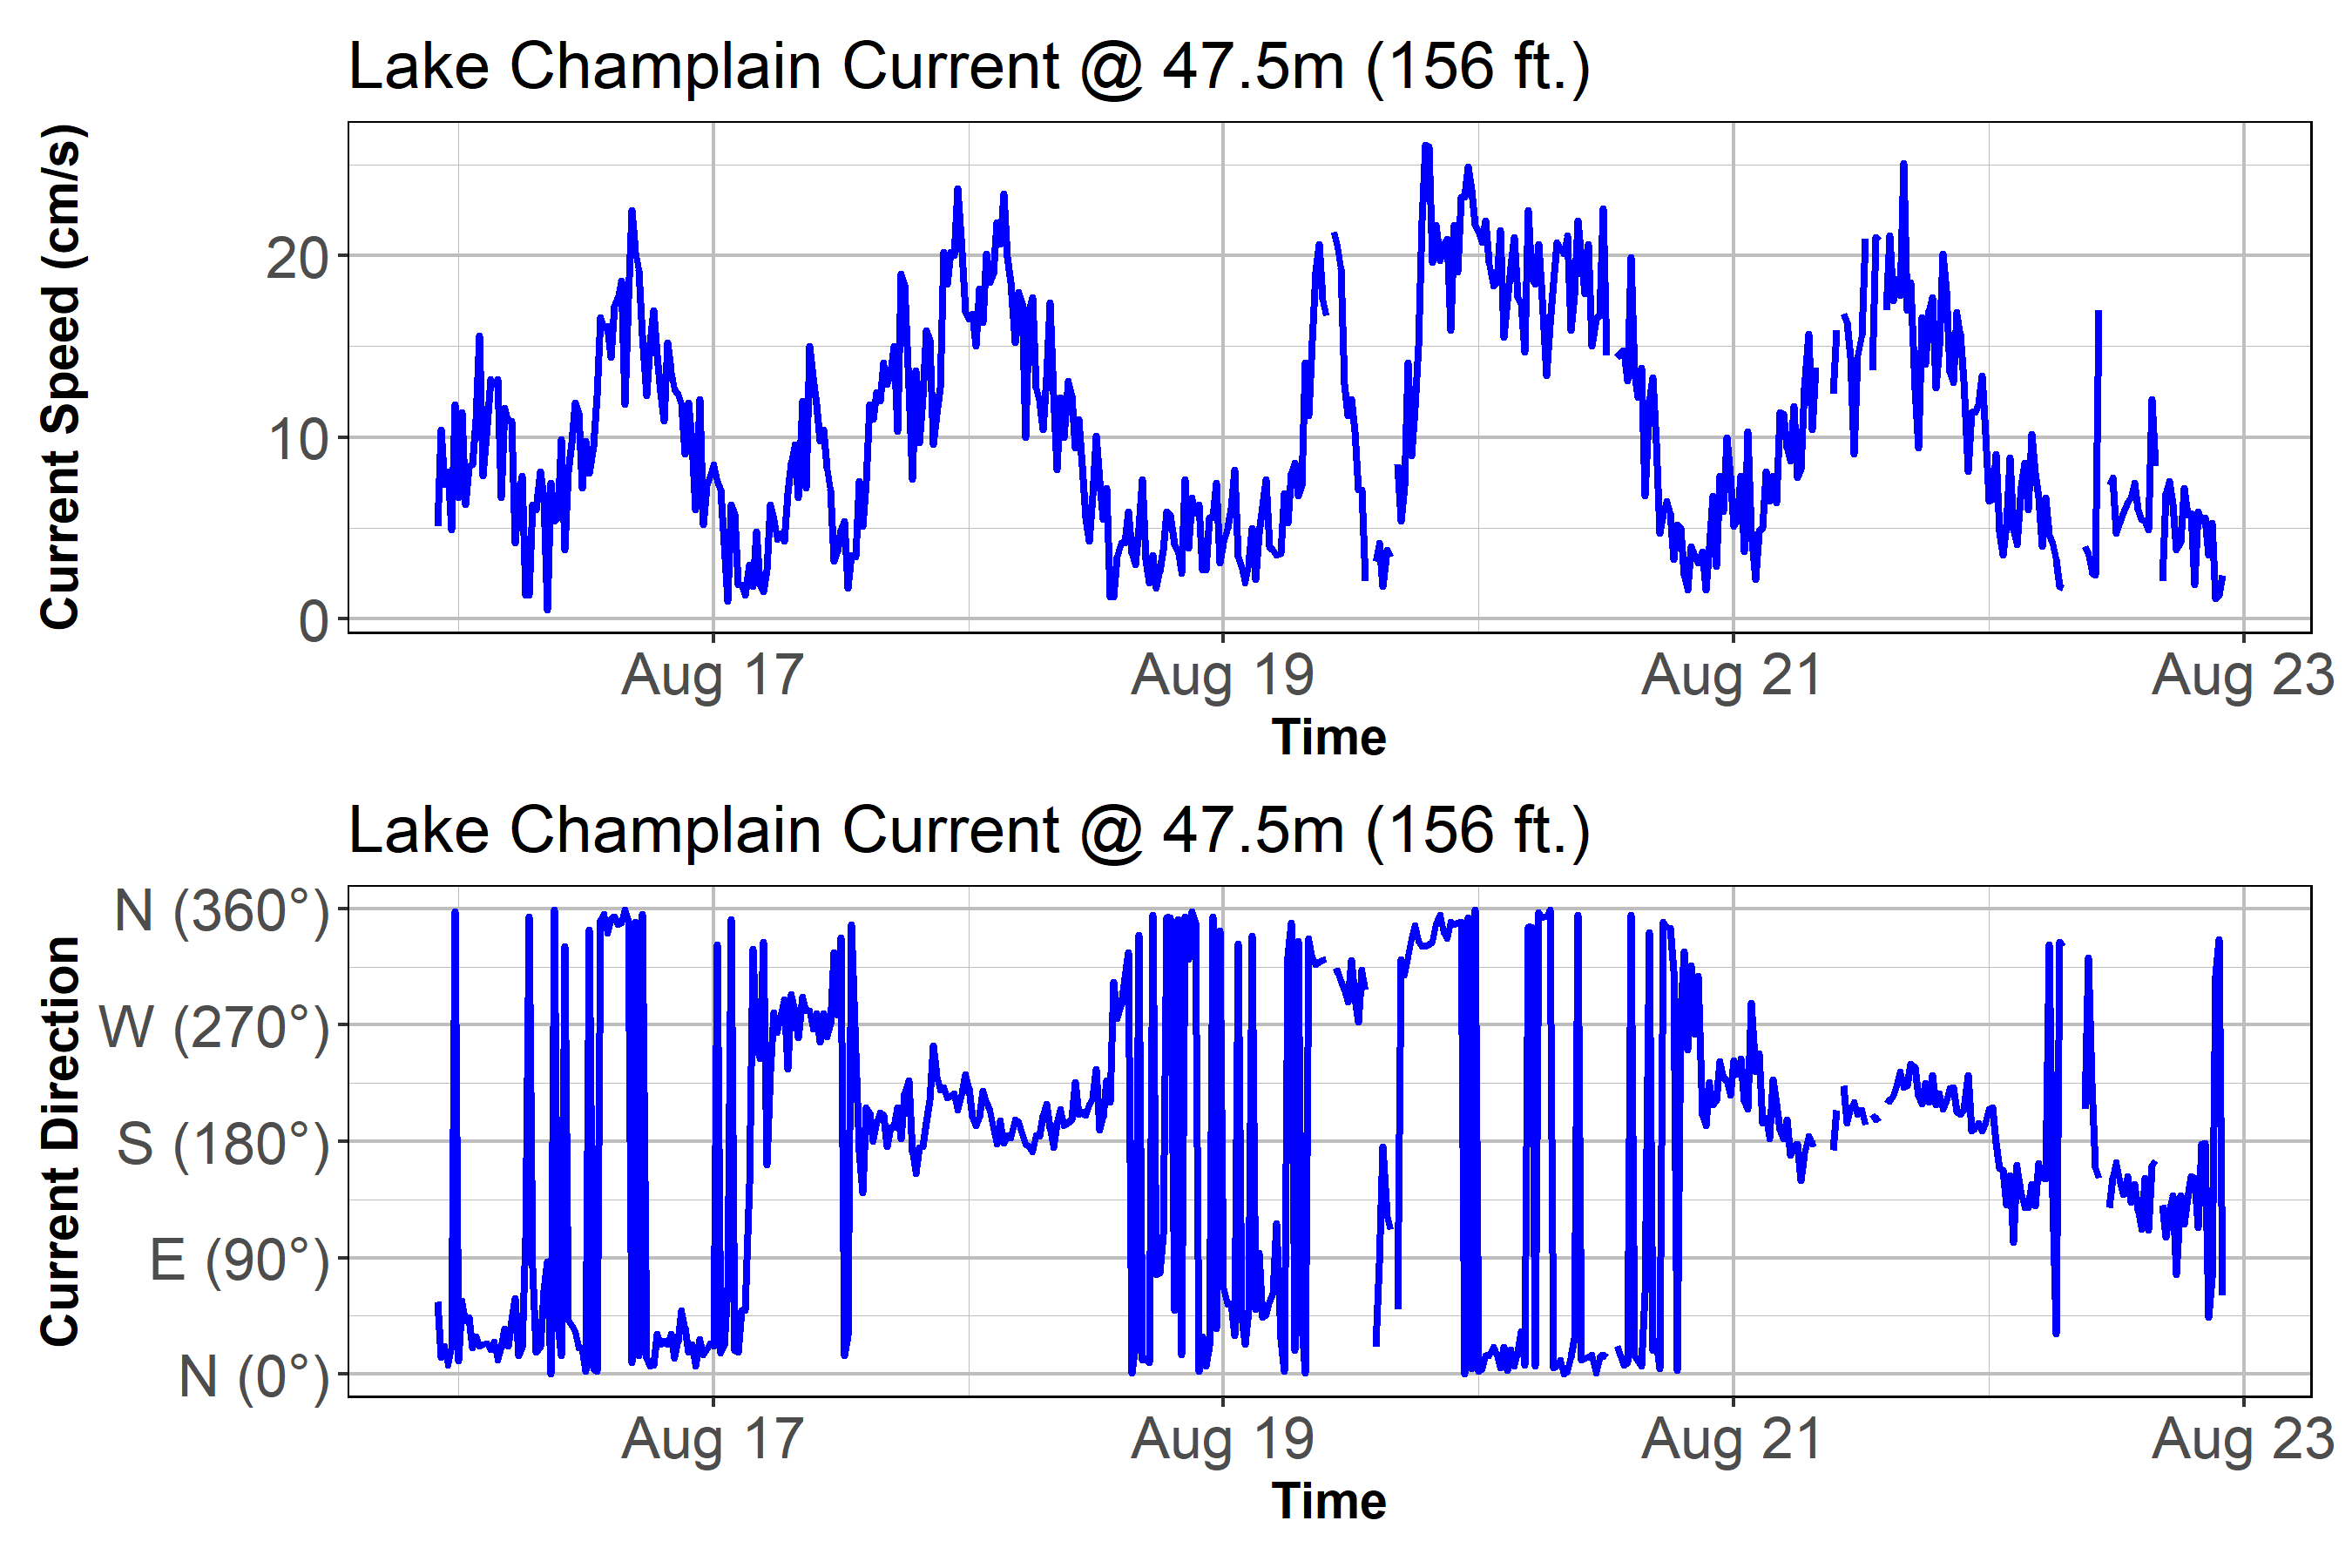 Lake Champlain Current @ 47.5m (156 ft.)
Current Speed (cm/s)
20
10
0
Aug 17 Aug 19 Aug 21 Aug 23
Time
Lake Champlain Current @ 47.5m (156 ft.)
Current Direction
N (360°)
W (270°)
S (180°)
E (90°)
N (0°)
Aug 17 Aug 19 Aug 21 Aug 23
Time